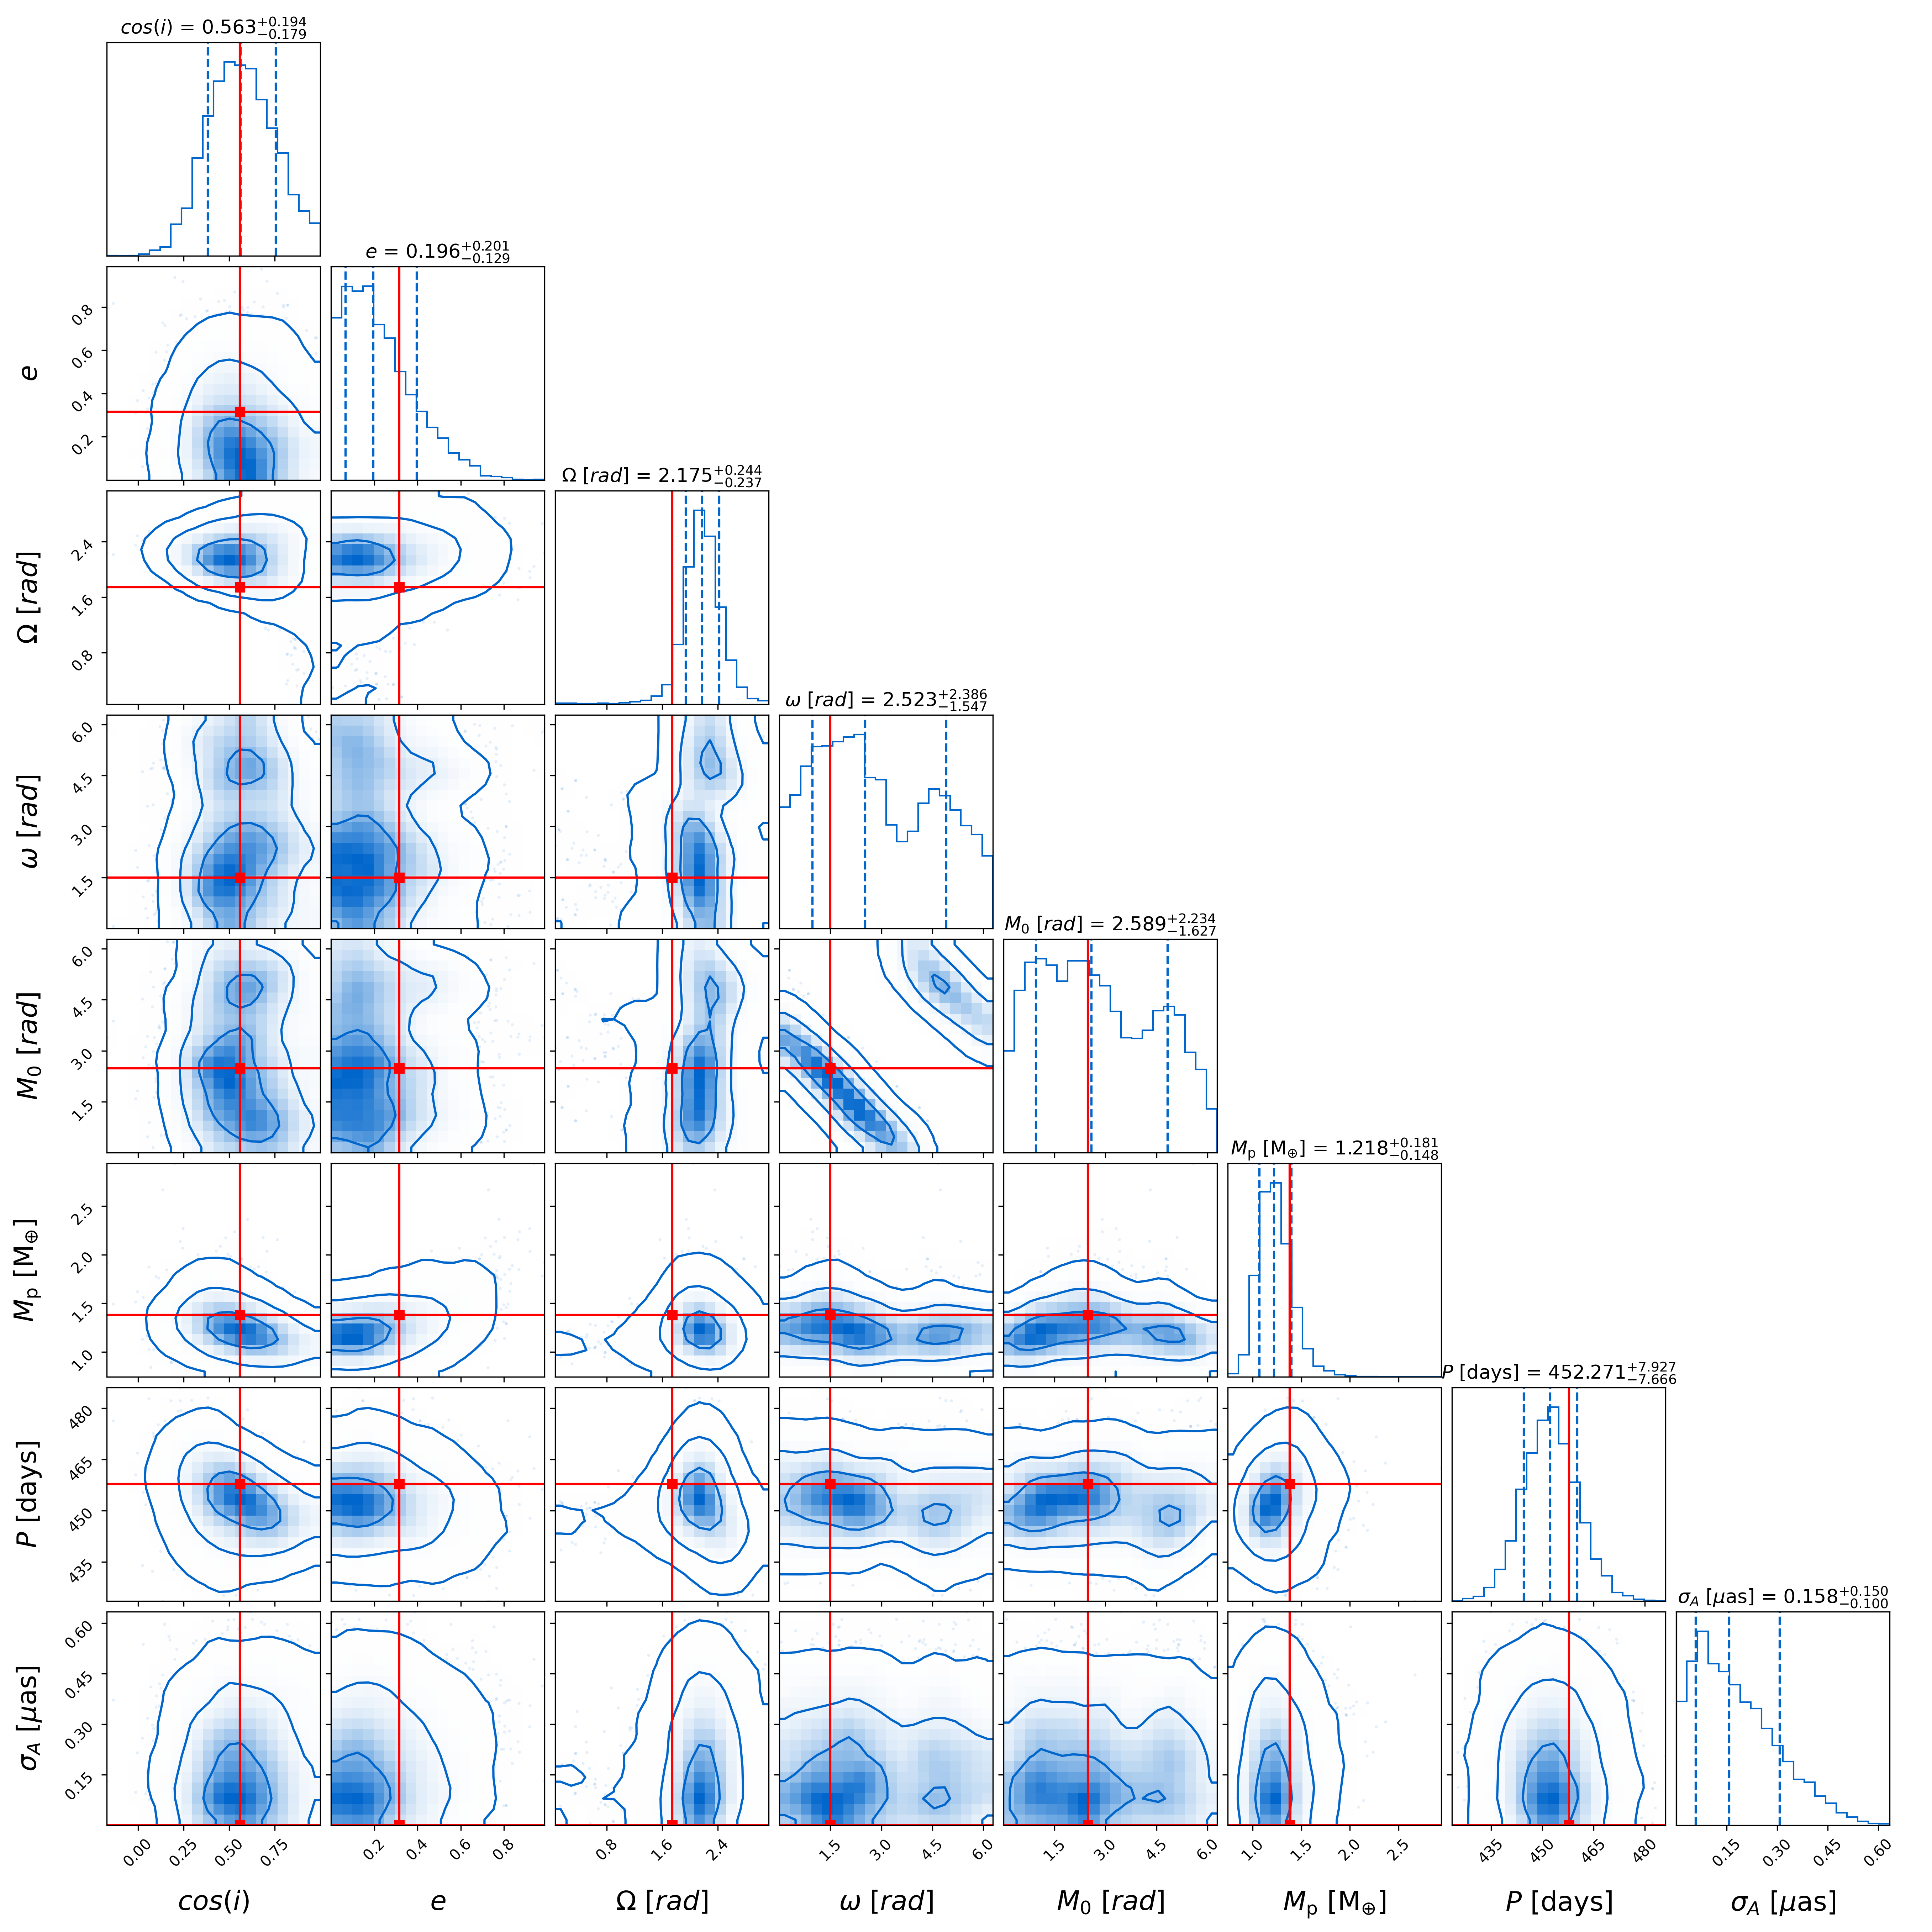 cos(i) = 0.563+0.194 −0.179
e = 0.196+0.201 −0.129
0.8
0.6
0.4
0.2
e
Ω [rad] = 2.175+0.244 −0.237
2.4
1.6
0.8
Ω [rad]
ω [rad] = 2.523+2.386 −1.547
6.0
4.5
3.0
1.5
ω [rad]
M0 [rad] = 2.589+2.234 −1.627
6.0
4.5
3.0
1.5
M0 [rad]
Mp [M⊕] = 1.218+0.181 −0.148
2.5
2.0
1.5
1.0
Mp [M⊕]
P [days] = 452.271+7.927 −7.666
480
465
450
435
P [days]
σA [μas] = 0.158+0.150 −0.100
0.60
0.45
0.30
0.15
σA [μas]
0.00 0.25 0.50 0.75 0.2 0.4 0.6 0.8 0.8 1.6 2.4 1.5 3.0 4.5 6.0 1.5 3.0 4.5 6.0 1.0 1.5 2.0 2.5 435 450 465 480 0.15 0.30 0.45 0.60
cos(i) e Ω [rad] ω [rad] M0 [rad] Mp [M⊕] P [days] σA [μas]